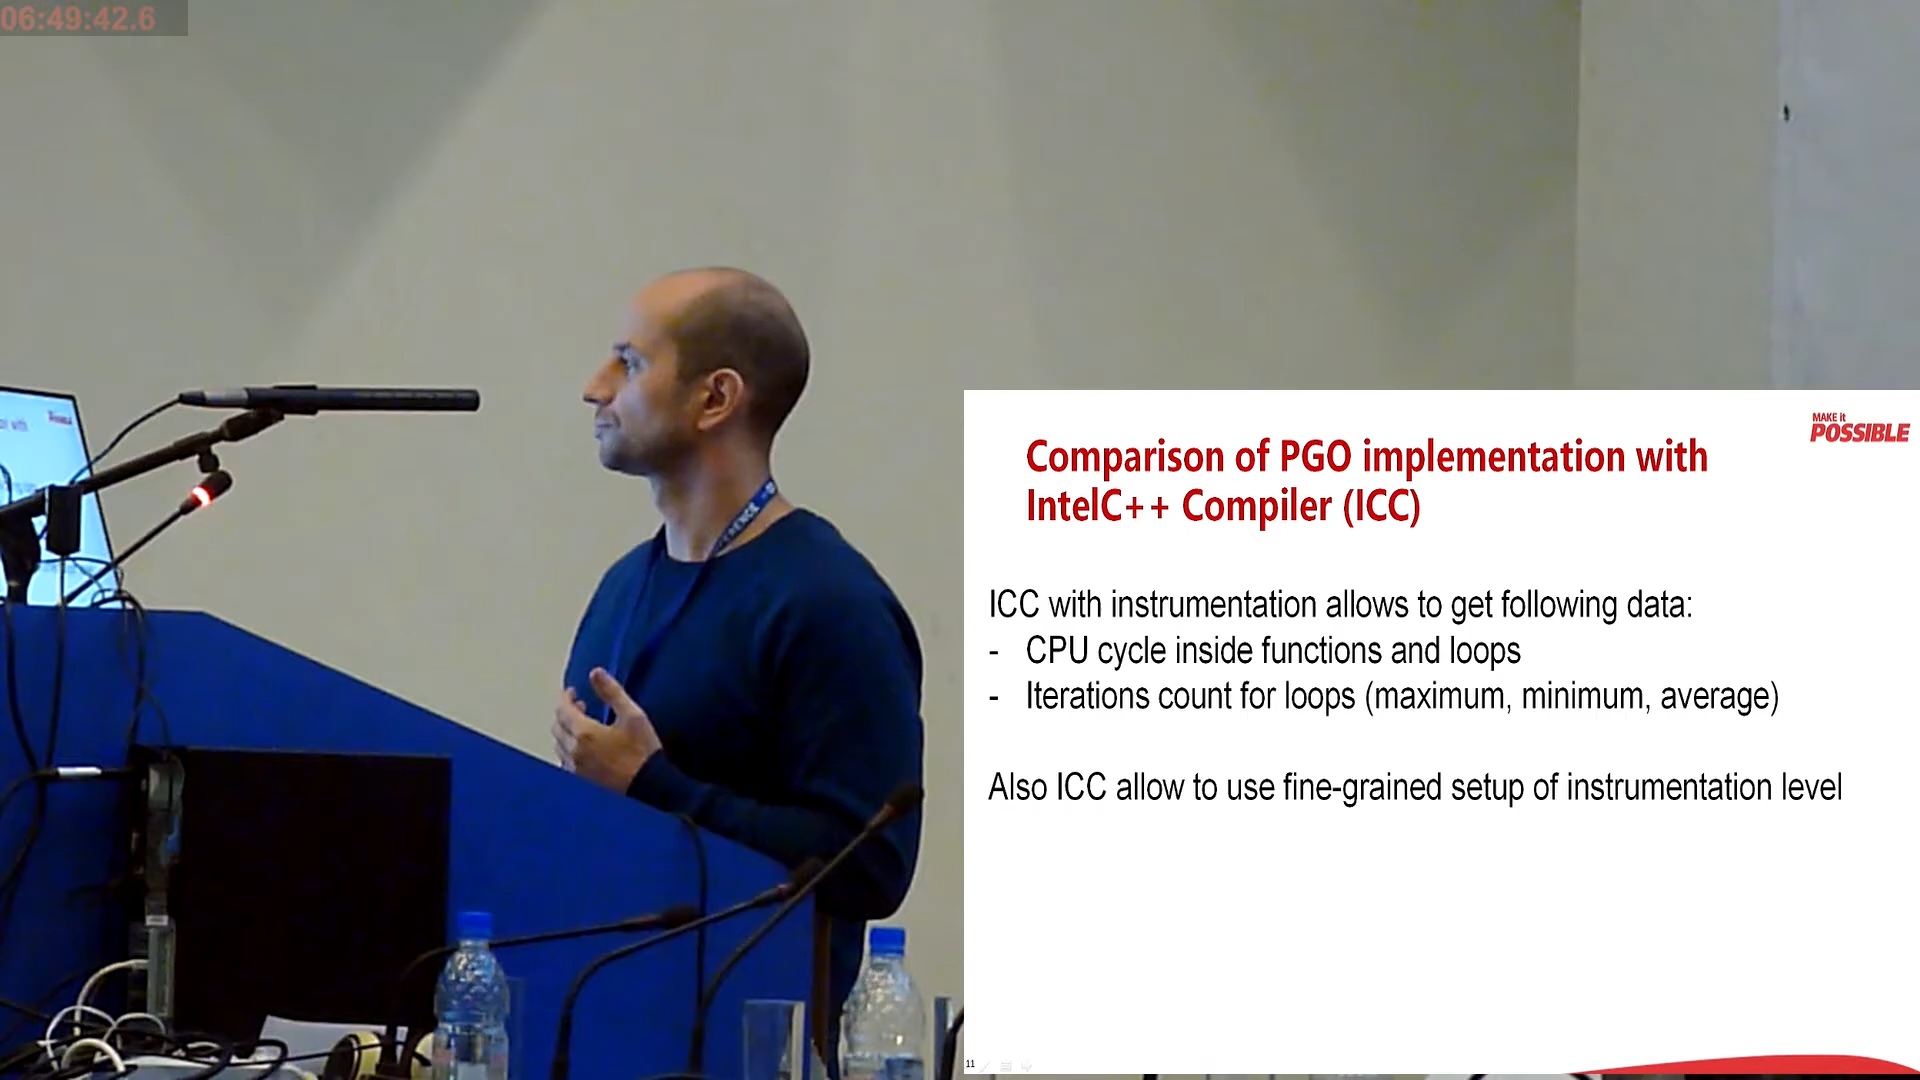 06:49:42.6
MAKE it
POSSIBLE
Comparison of PGO implementation with
IntelC++ Compiler (ICC)
ICC with instrumentation allows to get following data:
- CPU cycle inside functions and loops
- Iterations count for loops (maximum, minimum, average)
Also ICC allow to use fine-grained setup of instrumentation level
11